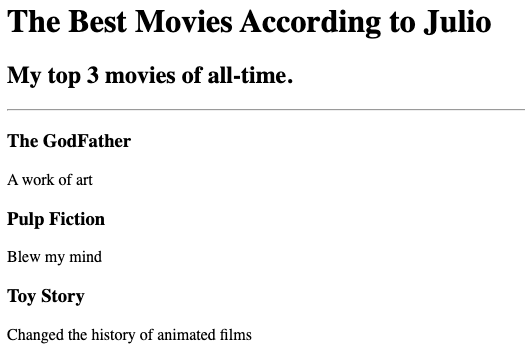 The Best Movies According to Julio
My top 3 movies of all-time.
The GodFather
A work of art
Pulp Fiction
Blew my mind
Toy Story
Changed the history of animated films